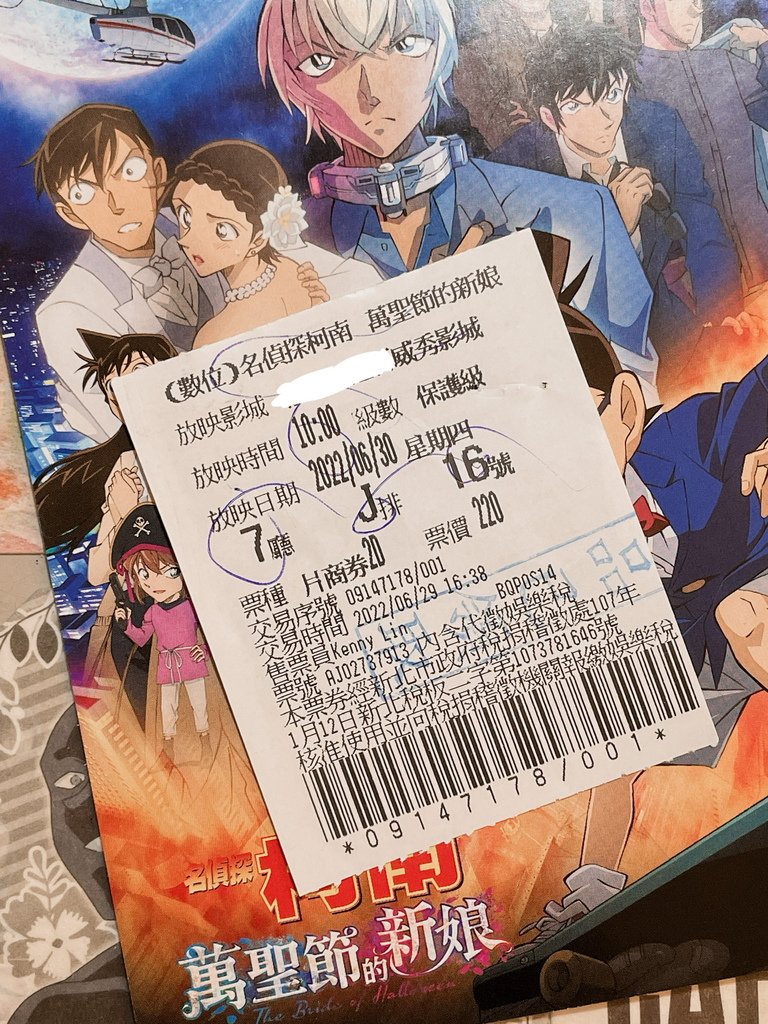 (數位)名偵探柯南 萬聖節的新娘
放映影城 威秀影城
放映時間 10:00 級數 保護級
放映日期 2022/06/30 星期四
7廳 J排 16號
票種 片商券2D 票價 220
交易序號 09147178/001
交易時間 2022/06/29 16:38 BQPOS14
售票員Kenny Lin
票號 AJ02787913 內含代徵娛樂稅
本票券經新北市政府稅捐稽徵處107年
1月12日新北稅板二字第1073781646號
核准使用並向稅捐稽徵機關報繳娛樂稅
*09147178/001*
名偵探 柯南
萬聖節的新娘
The Bride of Halloween